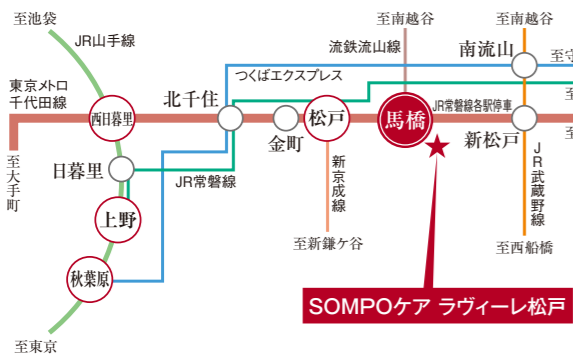 至池袋
JR山手線
東京メトロ
千代田線
西日暮里
至大手町
日暮里
上野
秋葉原
至東京
北千住
つくばエクスプレス
JR常磐線
金町
松戸
新京成線
至新鎌ケ谷
至南越谷
流鉄流山線
馬橋
JR常磐線各駅停車
至南越谷
南流山
至守
至
新松戸
至
JR武蔵野線
至西船橋
SOMPOケア ラヴィーレ松戸